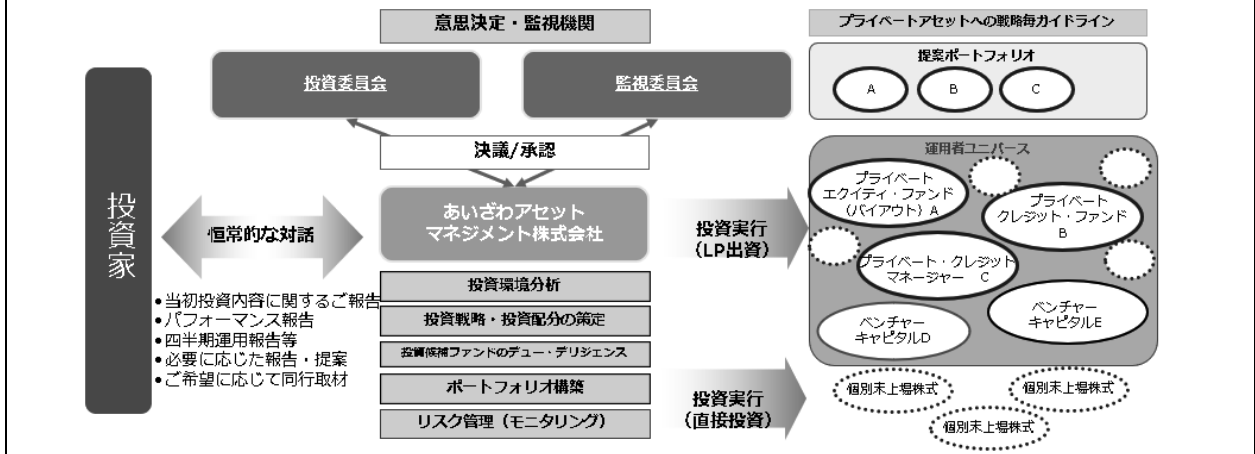 意思決定・監視機関
投資委員会
監視委員会
決議/承認
投資家
恒常的な対話
あいざわアセット
マネジメント株式会社
•当初投資内容に関するご報告
•パフォーマンス報告
•四半期運用報告等
•必要に応じた報告・提案
•ご希望に応じて同行取材
投資環境分析
投資戦略・投資配分の策定
投資候補ファンドのデュー・デリジェンス
ポートフォリオ構築
リスク管理（モニタリング）
投資実行
（LP出資）
投資実行
（直接投資）
プライベートアセットへの戦略毎ガイドライン
提案ポートフォリオ
A
B
C
運用者ユニバース
プライベート
エクイティ・ファンド
（バイアウト）A
プライベート
クレジット・ファンド
B
プライベート・クレジット
マネージャー　C
ベンチャー
キャピタルD
ベンチャー
キャピタルE
個別未上場株式
個別未上場株式
個別未上場株式